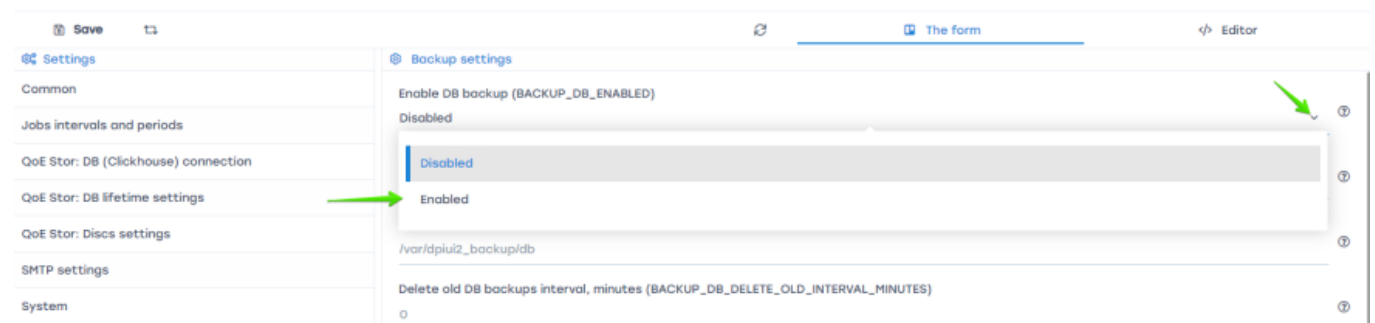 Save
The form
</> Editor
Settings
Backup settings
Common
Enable DB backup (BACKUP_DB_ENABLED)
Disabled
Jobs intervals and periods
QoE Stor: DB (Clickhouse) connection
Disabled
QoE Stor: DB lifetime settings
Enabled
QoE Stor: Discs settings
/var/dpiui2_backup/db
SMTP settings
Delete old DB backups interval, minutes (BACKUP_DB_DELETE_OLD_INTERVAL_MINUTES)
System
0